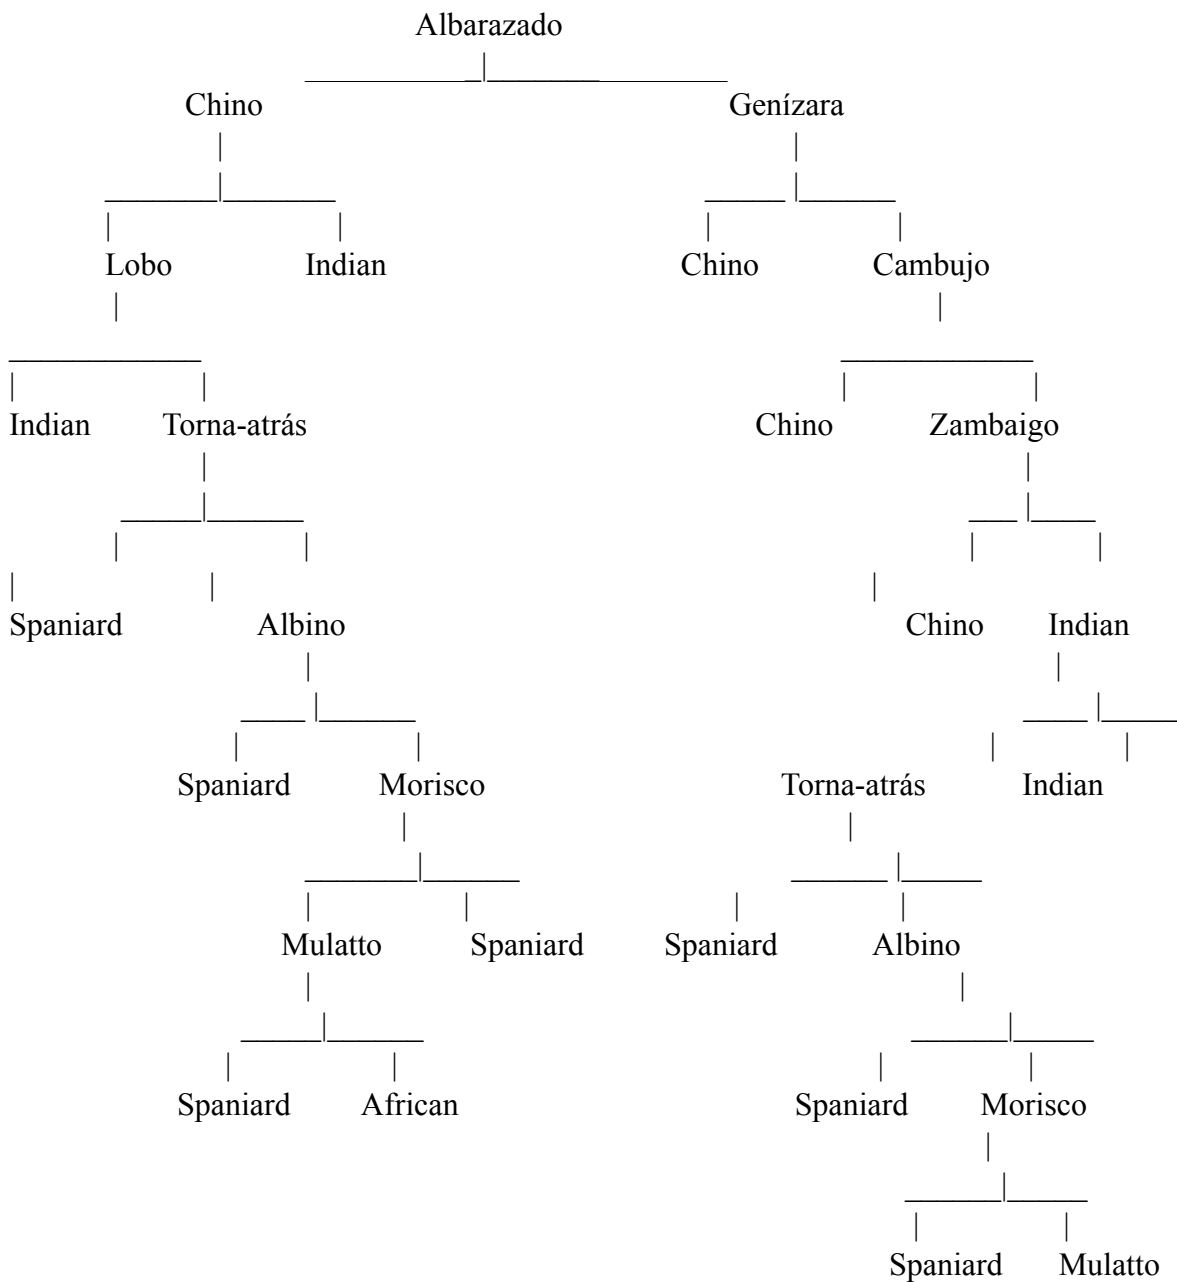 Albarazado
Chino Genízara
Lobo Indian Chino Cambujo
Indian Torna-atrás Chino Zambaigo
Spaniard Albino Chino Indian
Spaniard Morisco Torna-atrás Indian
Mulatto Spaniard Spaniard Albino
Spaniard African Spaniard Morisco
Spaniard Mulatto